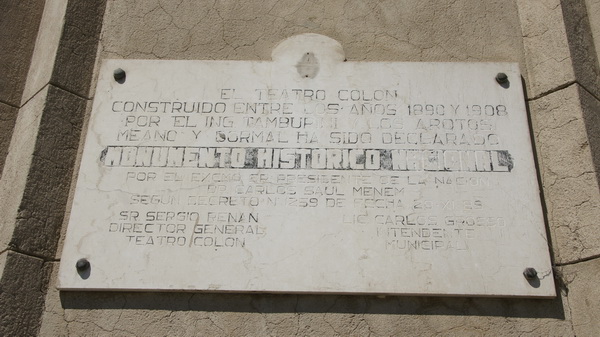 EL TEATRO COLON
CONSTRUIDO ENTRE LOS AÑOS 1890 Y 1908
POR EL ING TAMBURINI Y LOS ARQTOS
MEANO Y DORMAL HA SIDO DECLARADO
MONUMENTO HISTORICO NACIONAL
POR EL EXCMO SR PRESIDENTE DE LA NACION
DR CARLOS SAUL MENEM
SEGUN DECRETO N 1259 DE FECHA
SR SERGIO RENAN
DIRECTOR GENERAL
TEATRO COLON
LIC CARLOS GROSSO
INTENDENTE
MUNICIPAL